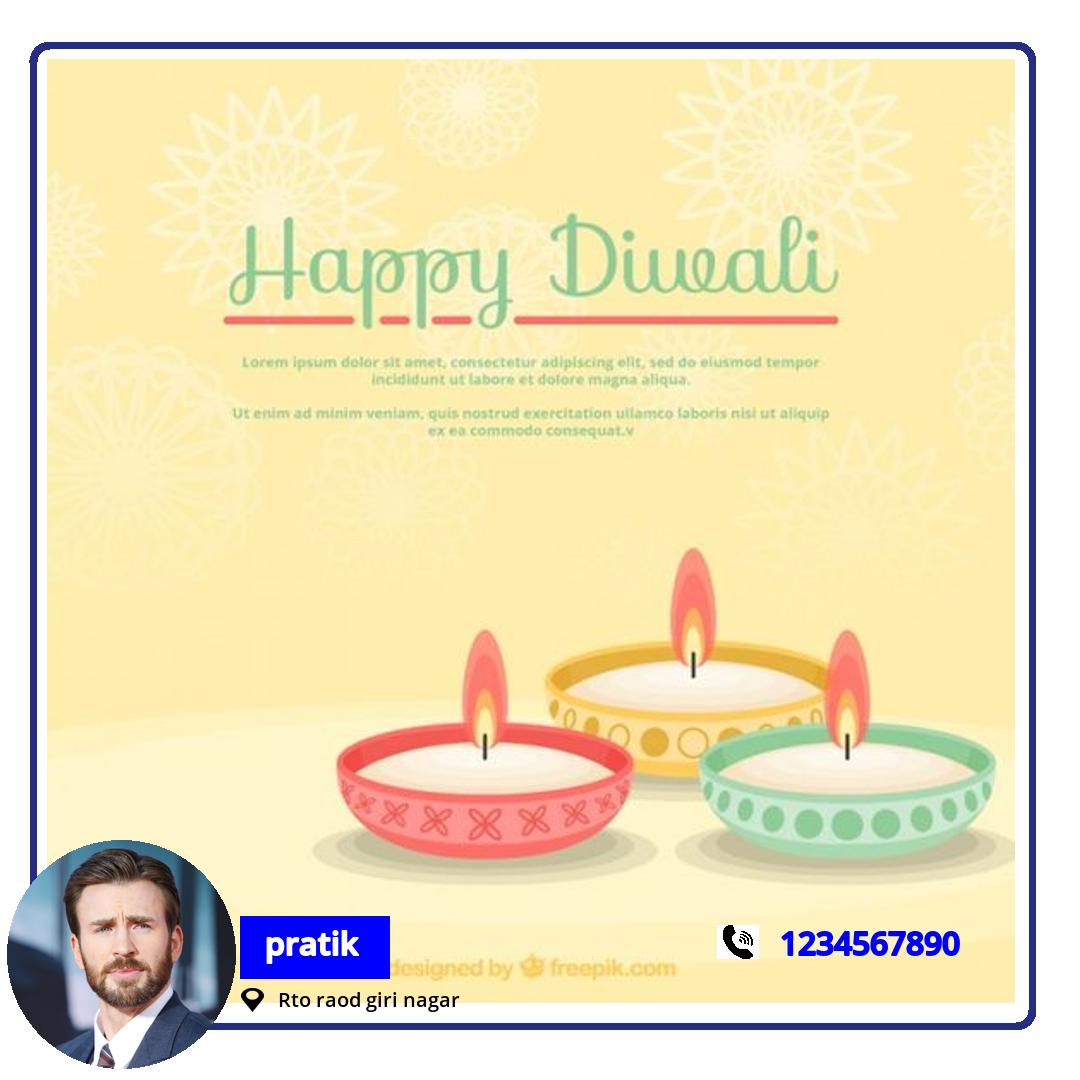 Happy Diwali
Lorem ipsum dolor sit amet, consectetur adipiscing elit, sed do eiusmod tempor
incididunt ut labore et dolore magna aliqua.
Ut enim ad minim veniam, quis nostrud exercitation ullamco laboris nisi ut aliquip
ex ea commodo consequat.v
pratik
1234567890
designed by freepik.com
Rto raod giri nagar